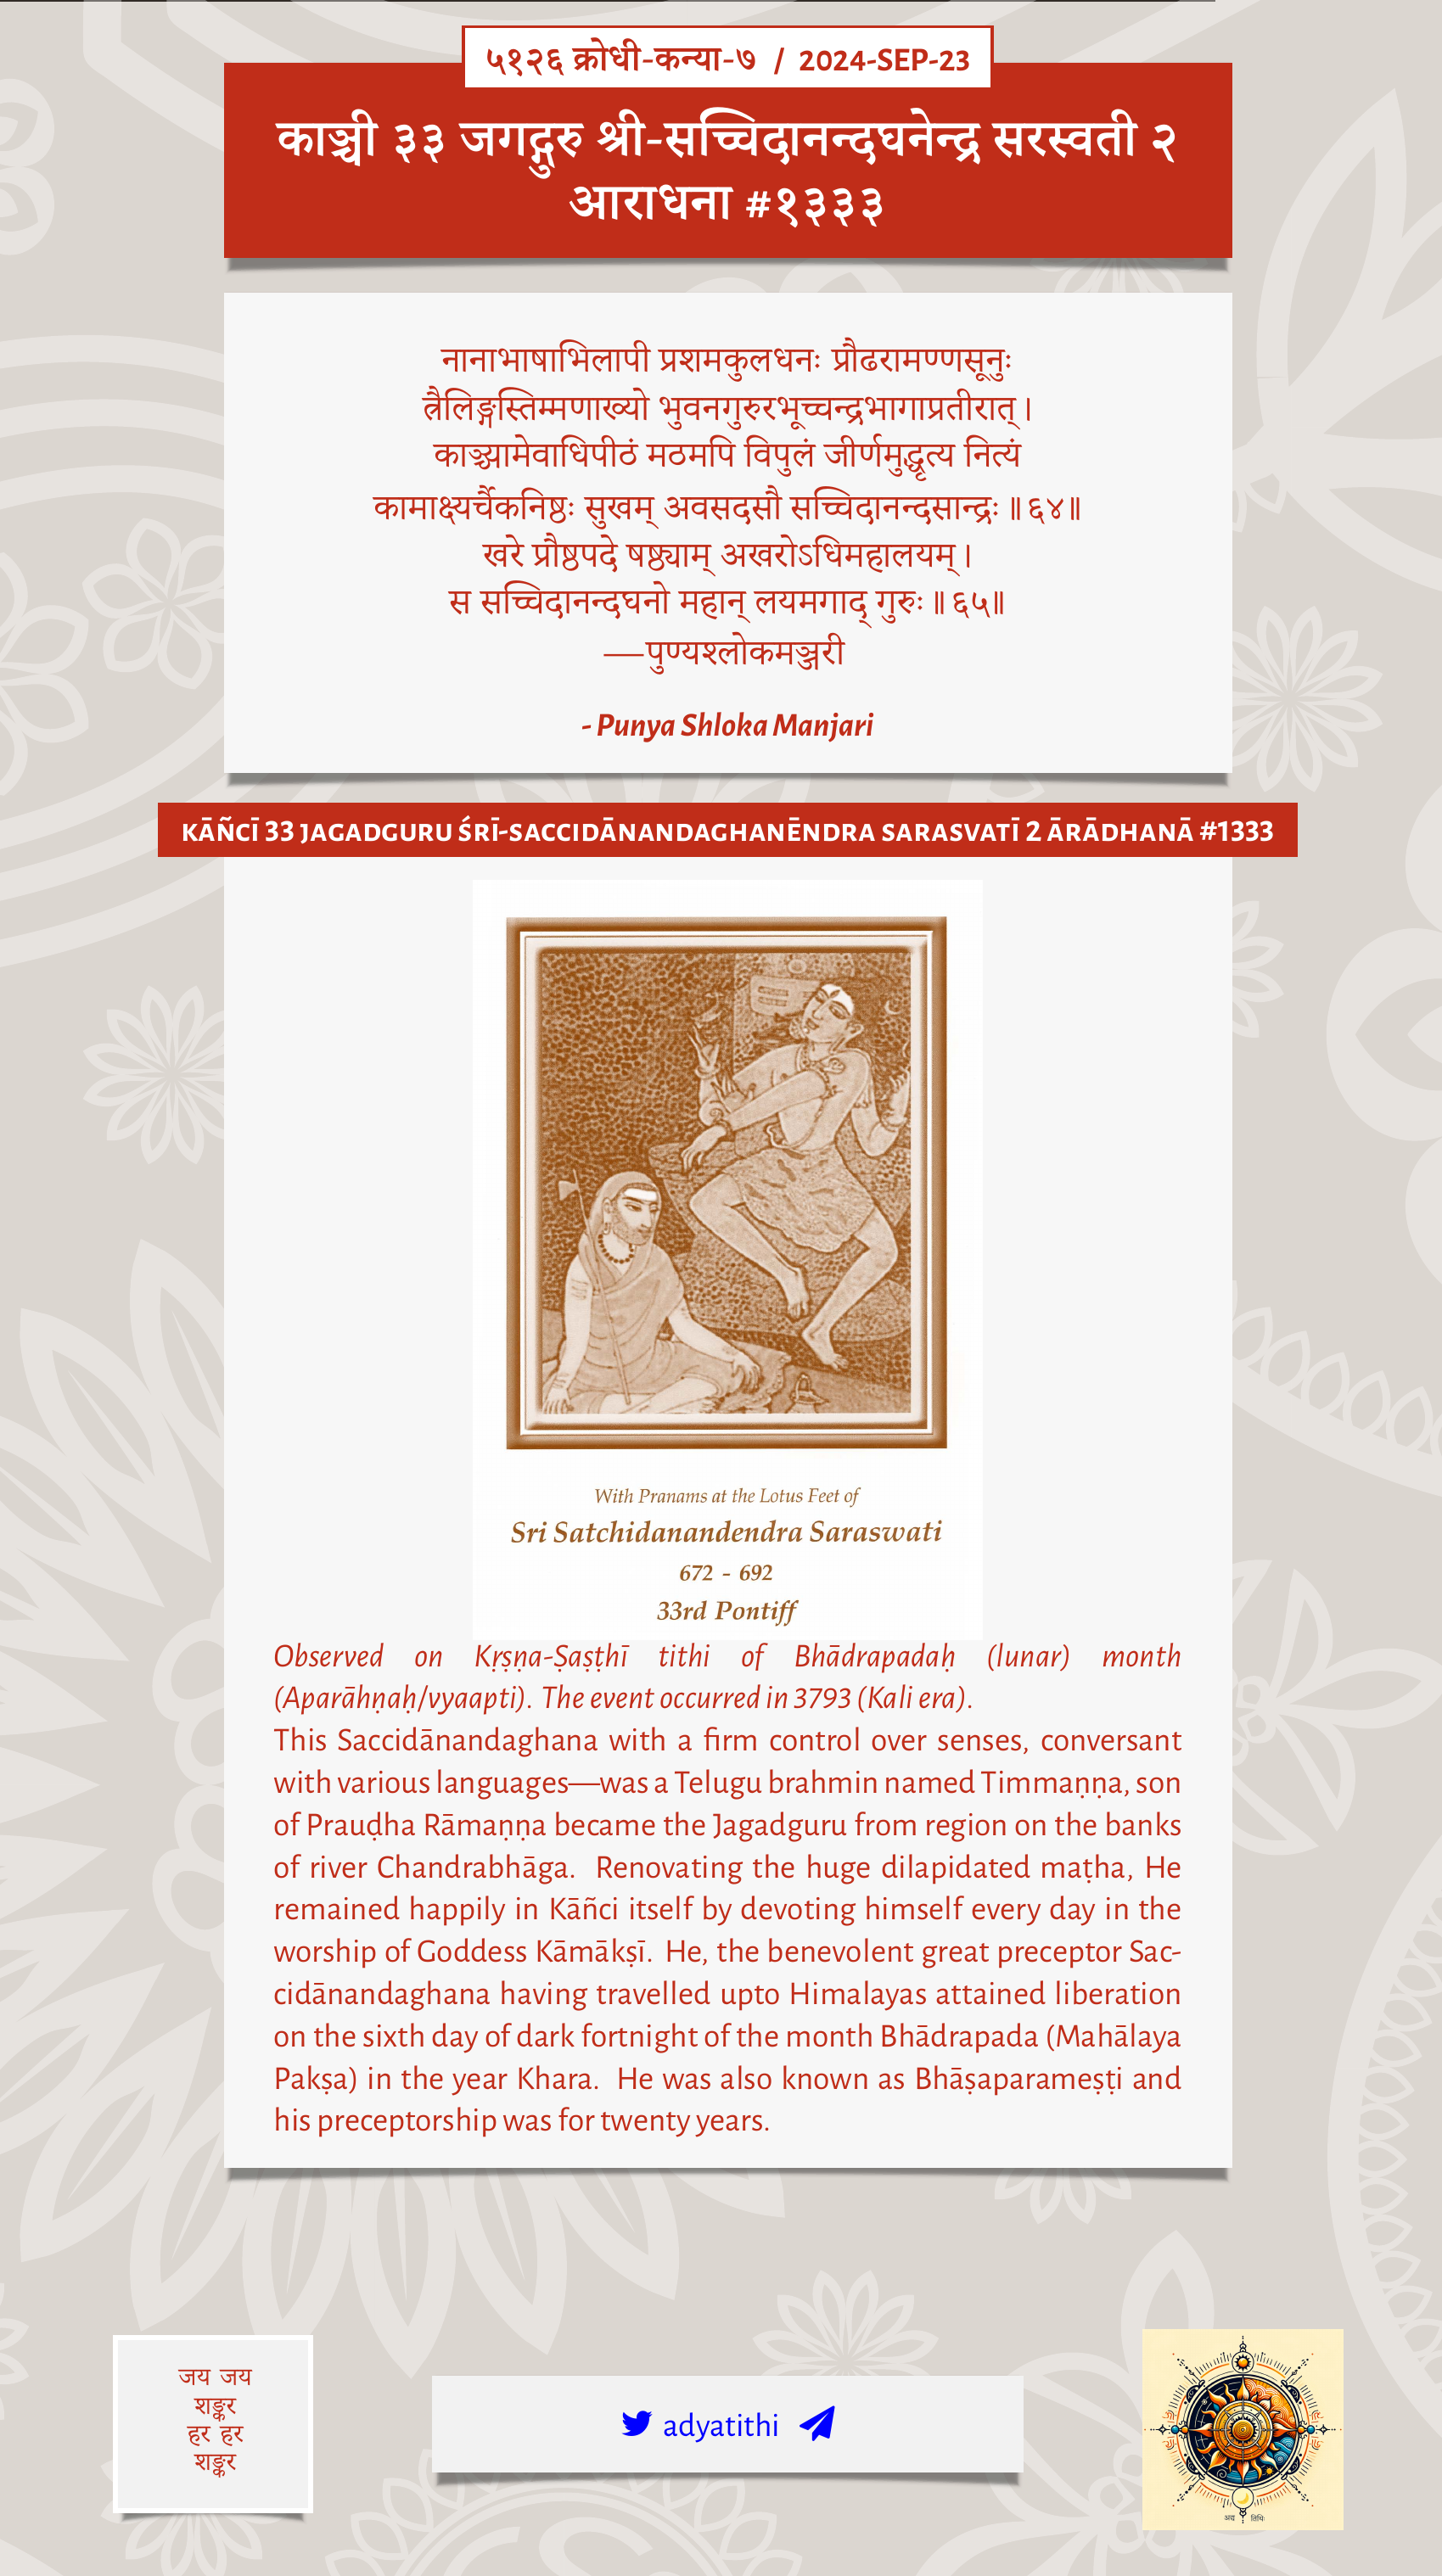 ५१२६ क्रोधी-कन्या-७ / 2024-SEP-23
काञ्ची ३३ जगद्गुरु श्री-सच्चिदानन्दघनेन्द्र सरस्वती २
आराधना #१३३३
नानाभाषाभिलापी प्रशमकुलधनः प्रौढरामण्णसूनुः
त्रैलिङ्गस्तिम्मणाख्यो भुवनगुरुरभूच्चन्द्रभागाप्रतीरात्।
काञ्च्यामेवाधिपीठं मठमपि विपुलं जीर्णमुद्धृत्य नित्यं
कामाक्ष्यर्चैकनिष्ठः सुखम् अवसदसौ सच्चिदानन्दसान्द्रः॥६४॥
खरे प्रौष्ठपदे षष्ठ्याम् अखरोऽधिमहालयम्।
स सच्चिदानन्दघनो महान् लयमगाद् गुरुः॥६५॥
—पुण्यश्लोकमञ्जरी
- Punya Shloka Manjari
KĀÑCĪ 33 JAGADGURU ŚRĪ-SACCIDĀNANDAGHANĒNDRA SARASVATĪ 2 ĀRĀDHANĀ #1333
With Pranams at the Lotus Feet of
Sri Satchidanandendra Saraswati
672 - 692
33rd Pontiff
Observed on Kṛṣṇa-Ṣaṣṭhī tithi of Bhādrapadaḥ (lunar) month
(Aparāhṇaḥ/vyaapti). The event occurred in 3793 (Kali era).
This Saccidānandaghana with a firm control over senses, conversant
with various languages—was a Telugu brahmin named Timmaṇṇa, son
of Prauḍha Rāmaṇṇa became the Jagadguru from region on the banks
of river Chandrabhāga. Renovating the huge dilapidated maṭha, He
remained happily in Kāñci itself by devoting himself every day in the
worship of Goddess Kāmākṣī. He, the benevolent great preceptor Sac-
cidānandaghana having travelled upto Himalayas attained liberation
on the sixth day of dark fortnight of the month Bhādrapada (Mahālaya
Pakṣa) in the year Khara. He was also known as Bhāṣaparameṣṭi and
his preceptorship was for twenty years.
जय जय
शङ्कर
हर हर
शङ्कर
adyatithi
अद्य तिथिः